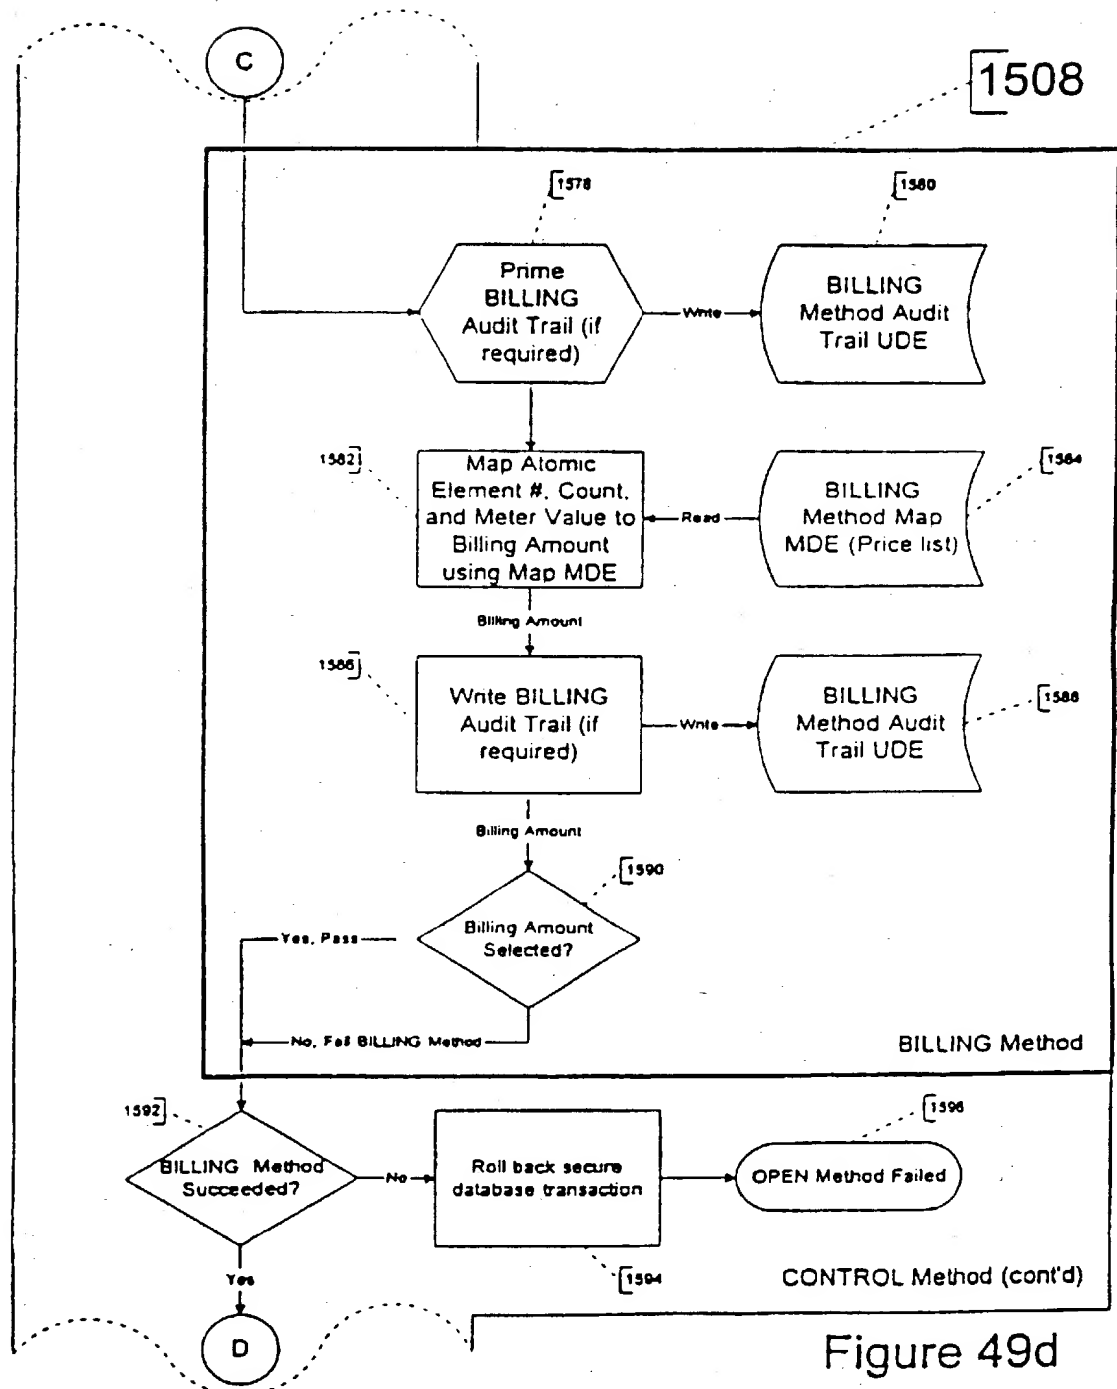 C
1508
1578
1580
Prime
BILLING
Audit Trail (if
required)
Write
BILLING
Method Audit
Trail UDE
1582
Map Atomic
Element #, Count,
and Meter Value to
Billing Amount
using Map MDE
Read
BILLING
Method Map
MDE (Price list)
1584
Billing Amount
1586
Write BILLING
Audit Trail (if
required)
Write
BILLING
Method Audit
Trail UDE
1588
Billing Amount
1590
Billing Amount
Selected?
Yes, Pass
No, Fail BILLING Method
BILLING Method
1592
BILLING Method
Succeeded?
No
Roll back secure
database transaction
1596
OPEN Method Failed
Yes
1594
CONTROL Method (cont'd)
D
Figure 49d